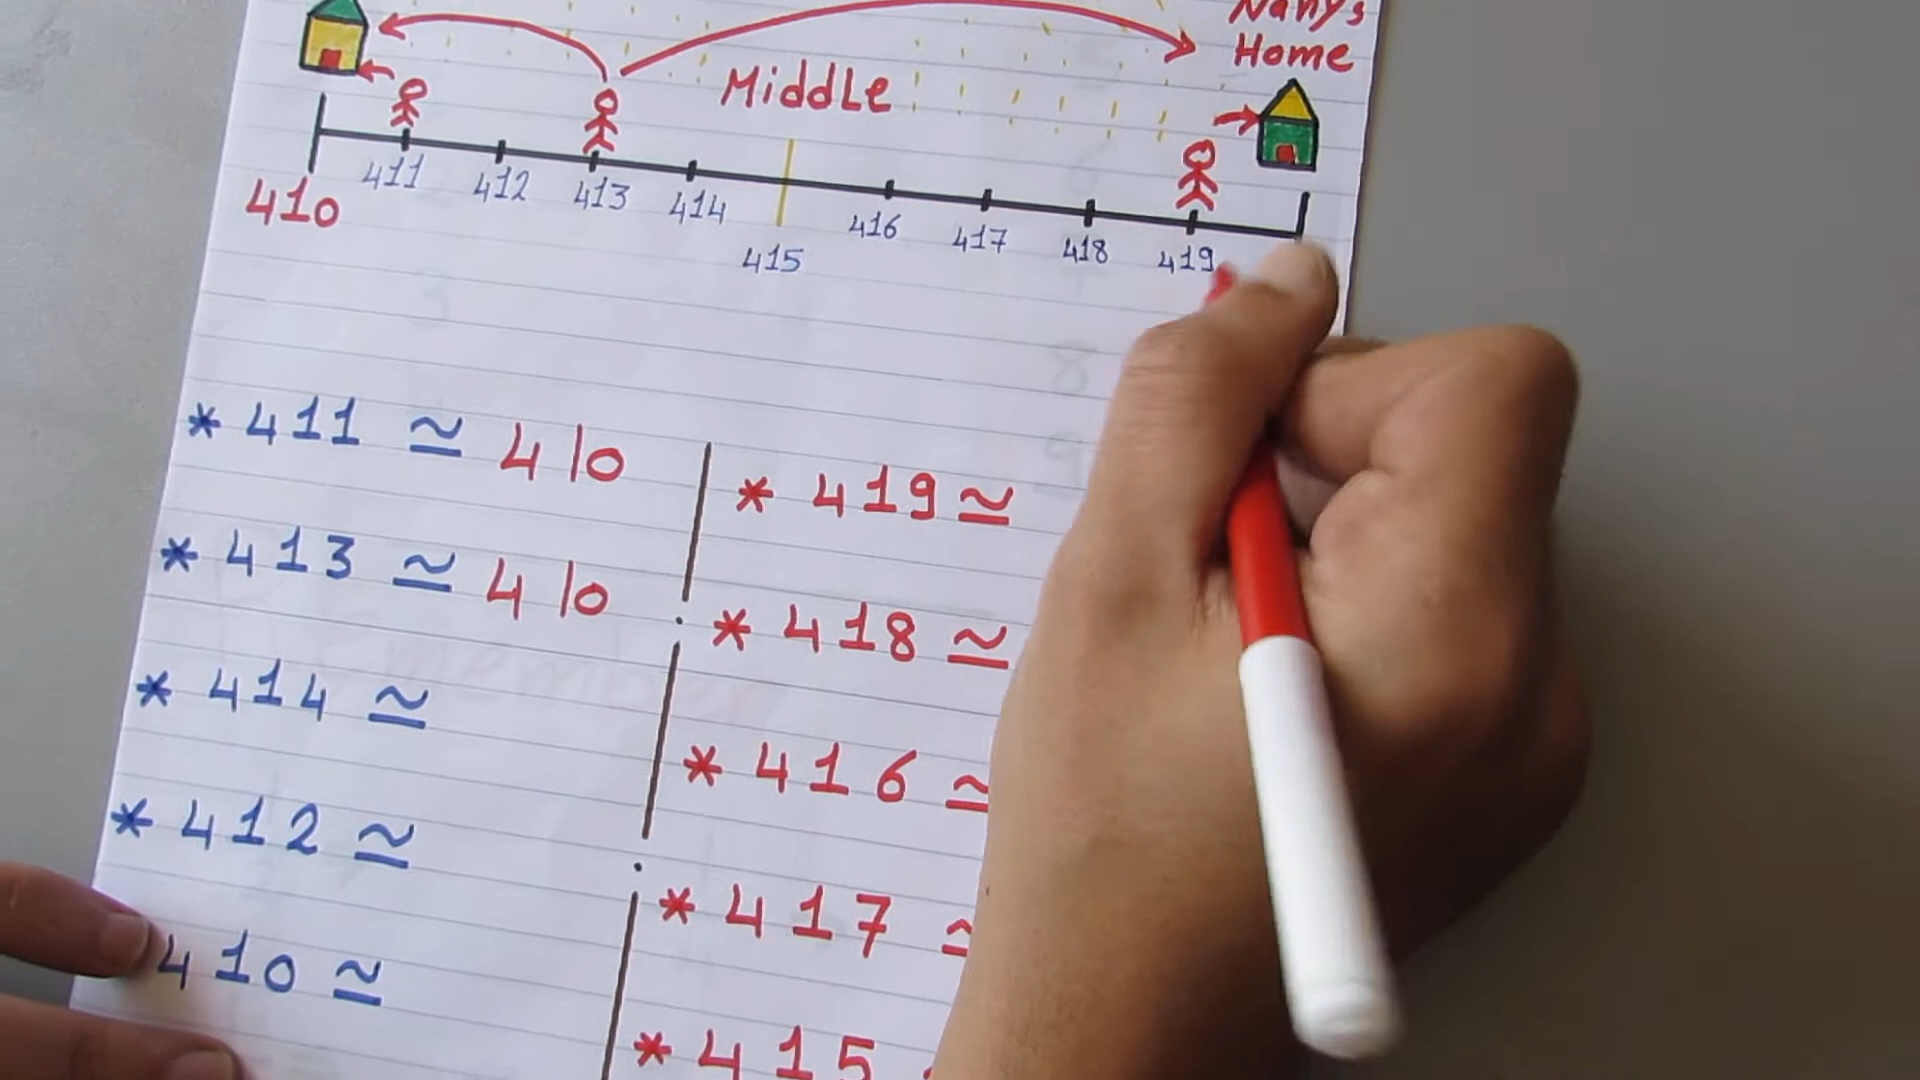 Nany's
Home
Middle
410 411 412 413 414 415 416 417 418 419
* 411 ≃ 410
* 413 ≃ 410
* 414 ≃
* 412 ≃
410 ≃
* 419 ≃
* 418 ≃
* 416 ≃
* 417 ≃
* 415